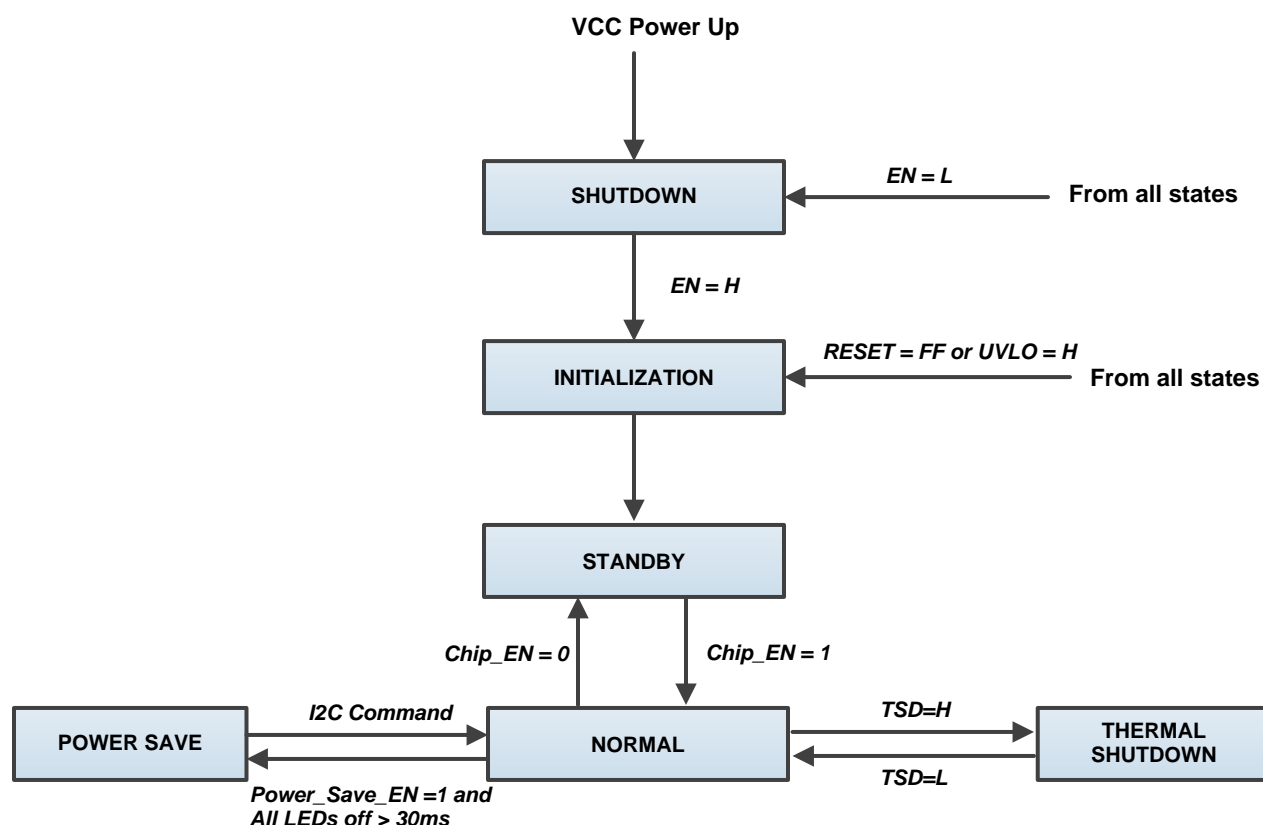 VCC Power Up
SHUTDOWN
EN = L
From all states
EN = H
INITIALIZATION
RESET = FF or UVLO = H
From all states
STANDBY
Chip_EN = 0
Chip_EN = 1
POWER SAVE
I2C Command
NORMAL
TSD=H
THERMAL
SHUTDOWN
TSD=L
Power_Save_EN =1 and
All LEDs off > 30ms